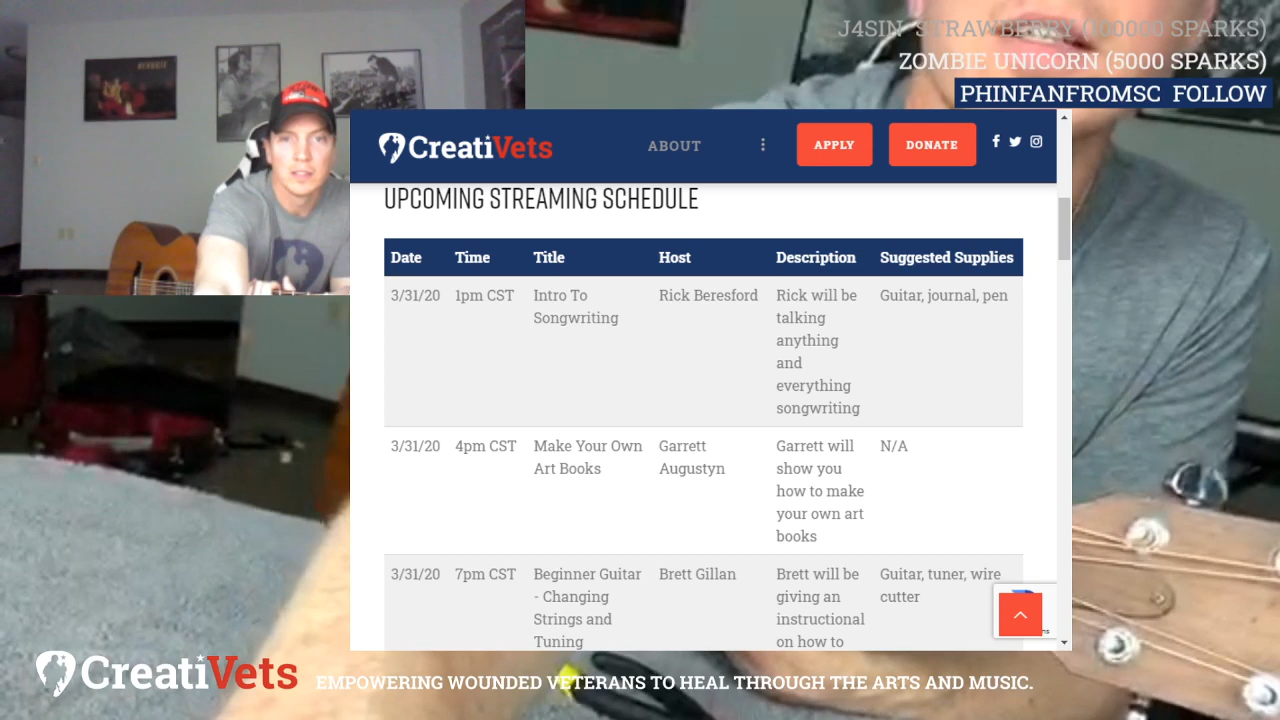 J4SIN STRAWBERRY (100000 SPARKS)
ZOMBIE UNICORN (5000 SPARKS)
PHINFANFROMSC FOLLOW
CreatiVets
ABOUT
APPLY
DONATE
UPCOMING STREAMING SCHEDULE
Date Time Title Host Description Suggested Supplies
3/31/20 1pm CST Intro To Rick Beresford Rick will be Guitar, journal, pen
Songwriting talking
anything
and
everything
songwriting
3/31/20 4pm CST Make Your Own Garrett Garrett will N/A
Art Books Augustyn show you
how to make
your own art
books
3/31/20 7pm CST Beginner Guitar Brett Gillan Brett will be Guitar, tuner, wire
- Changing giving an cutter
Strings and instructional
Tuning on how to
CreatiVets
EMPOWERING WOUNDED VETERANS TO HEAL THROUGH THE ARTS AND MUSIC.